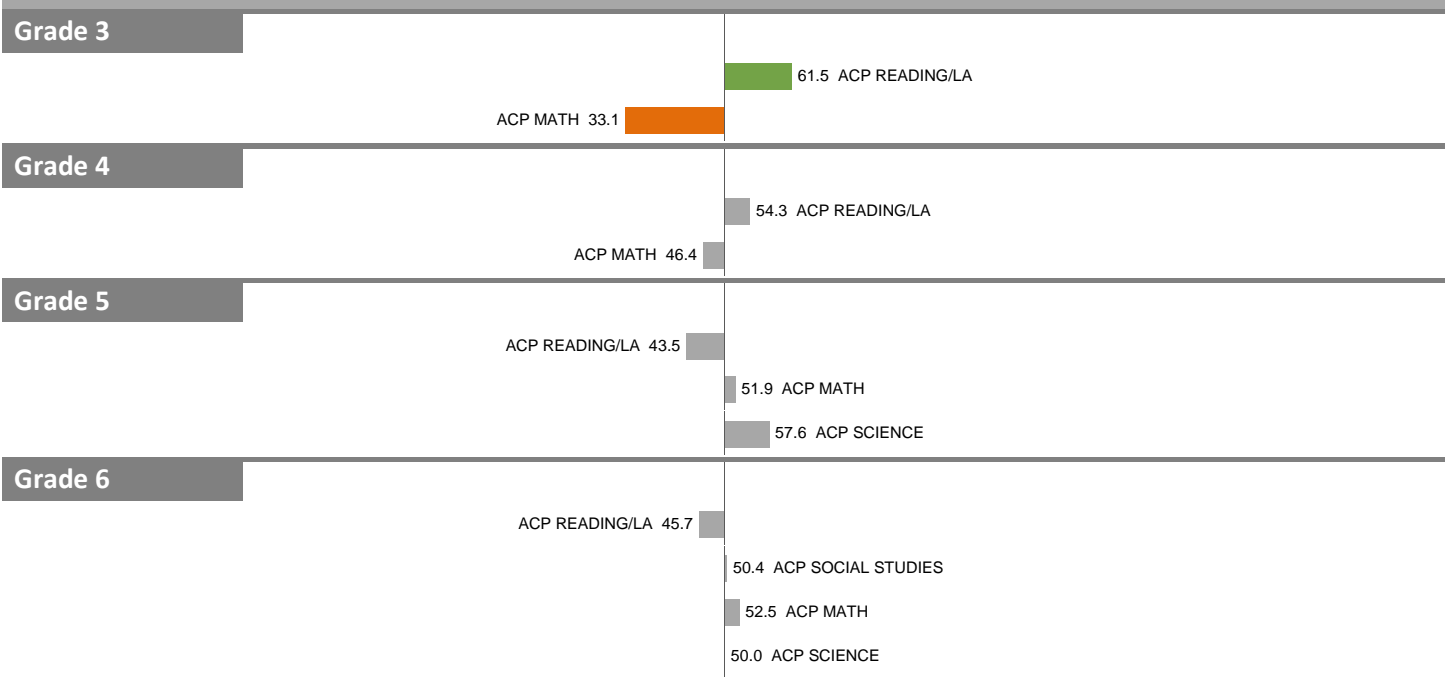 Grade 3
61.5 ACP READING/LA
ACP MATH 33.1
Grade 4
54.3 ACP READING/LA
ACP MATH 46.4
Grade 5
ACP READING/LA 43.5
51.9 ACP MATH
57.6 ACP SCIENCE
Grade 6
ACP READING/LA 45.7
50.4 ACP SOCIAL STUDIES
52.5 ACP MATH
50.0 ACP SCIENCE